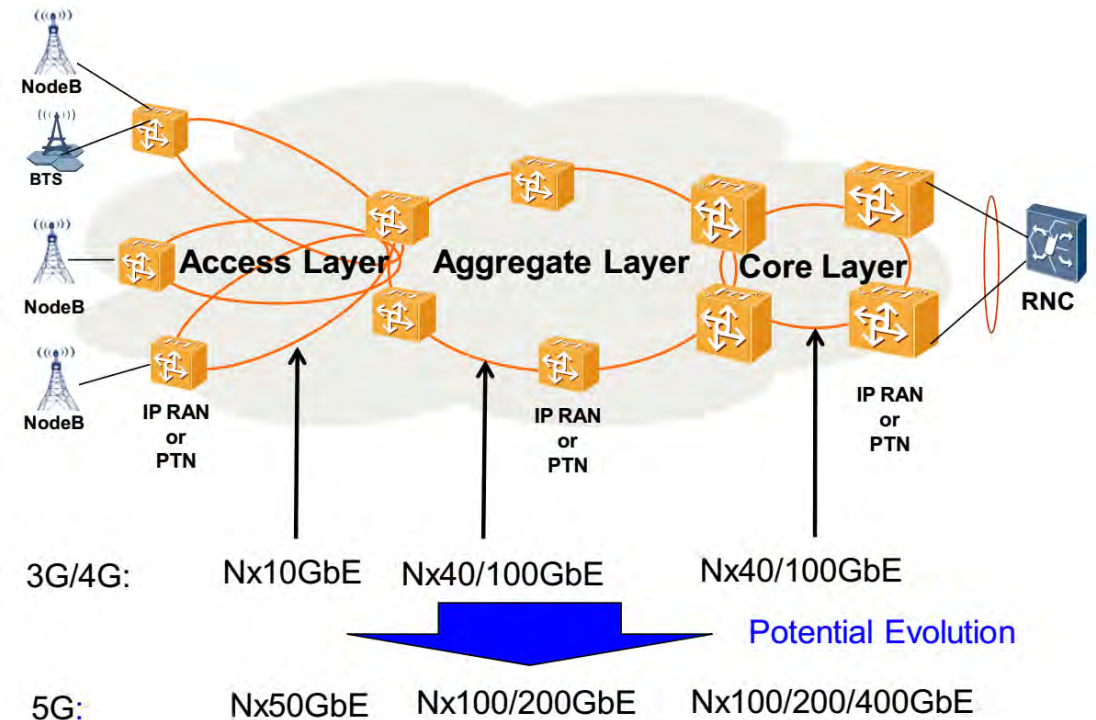 NodeB
BTS
NodeB
NodeB
Access Layer
Aggregate Layer
Core Layer
RNC
IP RAN
or
PTN
IP RAN
or
PTN
IP RAN
or
PTN
3G/4G:
Nx10GbE
Nx40/100GbE
Nx40/100GbE
Potential Evolution
5G:
Nx50GbE
Nx100/200GbE
Nx100/200/400GbE